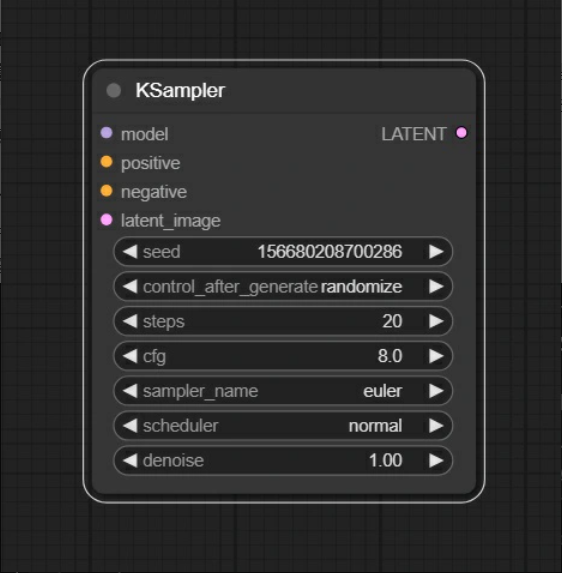 KSampler
model LATENT
positive
negative
latent_image
seed 156680208700286
control_after_generate randomize
steps 20
cfg 8.0
sampler_name euler
scheduler normal
denoise 1.00